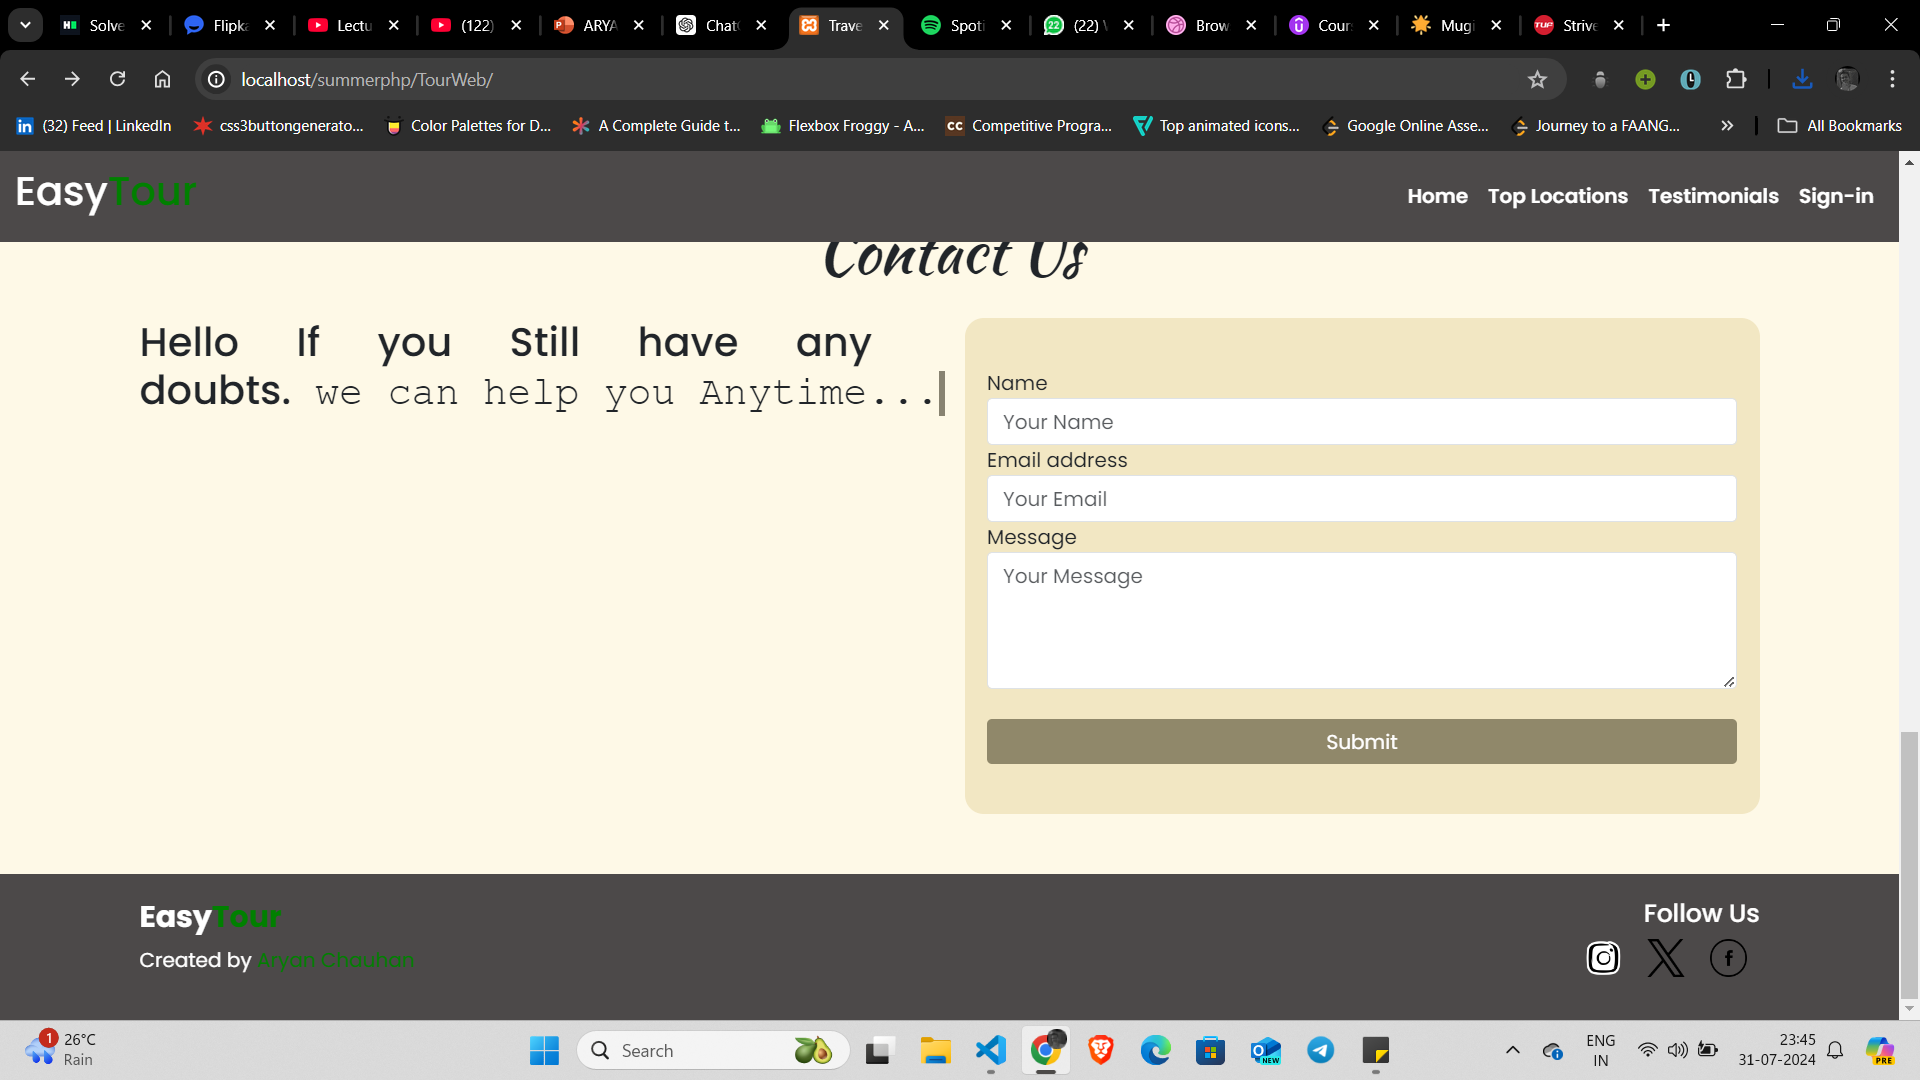 Solve
Flipka
Lectu
(122)
ARYA
Chat
Trave
Spoti
(22)
Brow
Cour
Mugi
Strive
localhost/summerphp/TourWeb/
(32) Feed | LinkedIn
css3buttongenerato...
Color Palettes for D...
A Complete Guide t...
Flexbox Froggy - A...
Competitive Progra...
Top animated icons...
Google Online Asse...
Journey to a FAANG...
All Bookmarks
EasyTour
Home
Top Locations
Testimonials
Sign-in
Contact Us
Hello If you Still have any
doubts. we can help you Anytime...
Name
Your Name
Email address
Your Email
Message
Your Message
Submit
EasyTour
Created by Aryan Chauhan
Follow Us
1
26°C
Rain
Search
NEW
ENG
IN
23:45
31-07-2024
PRE